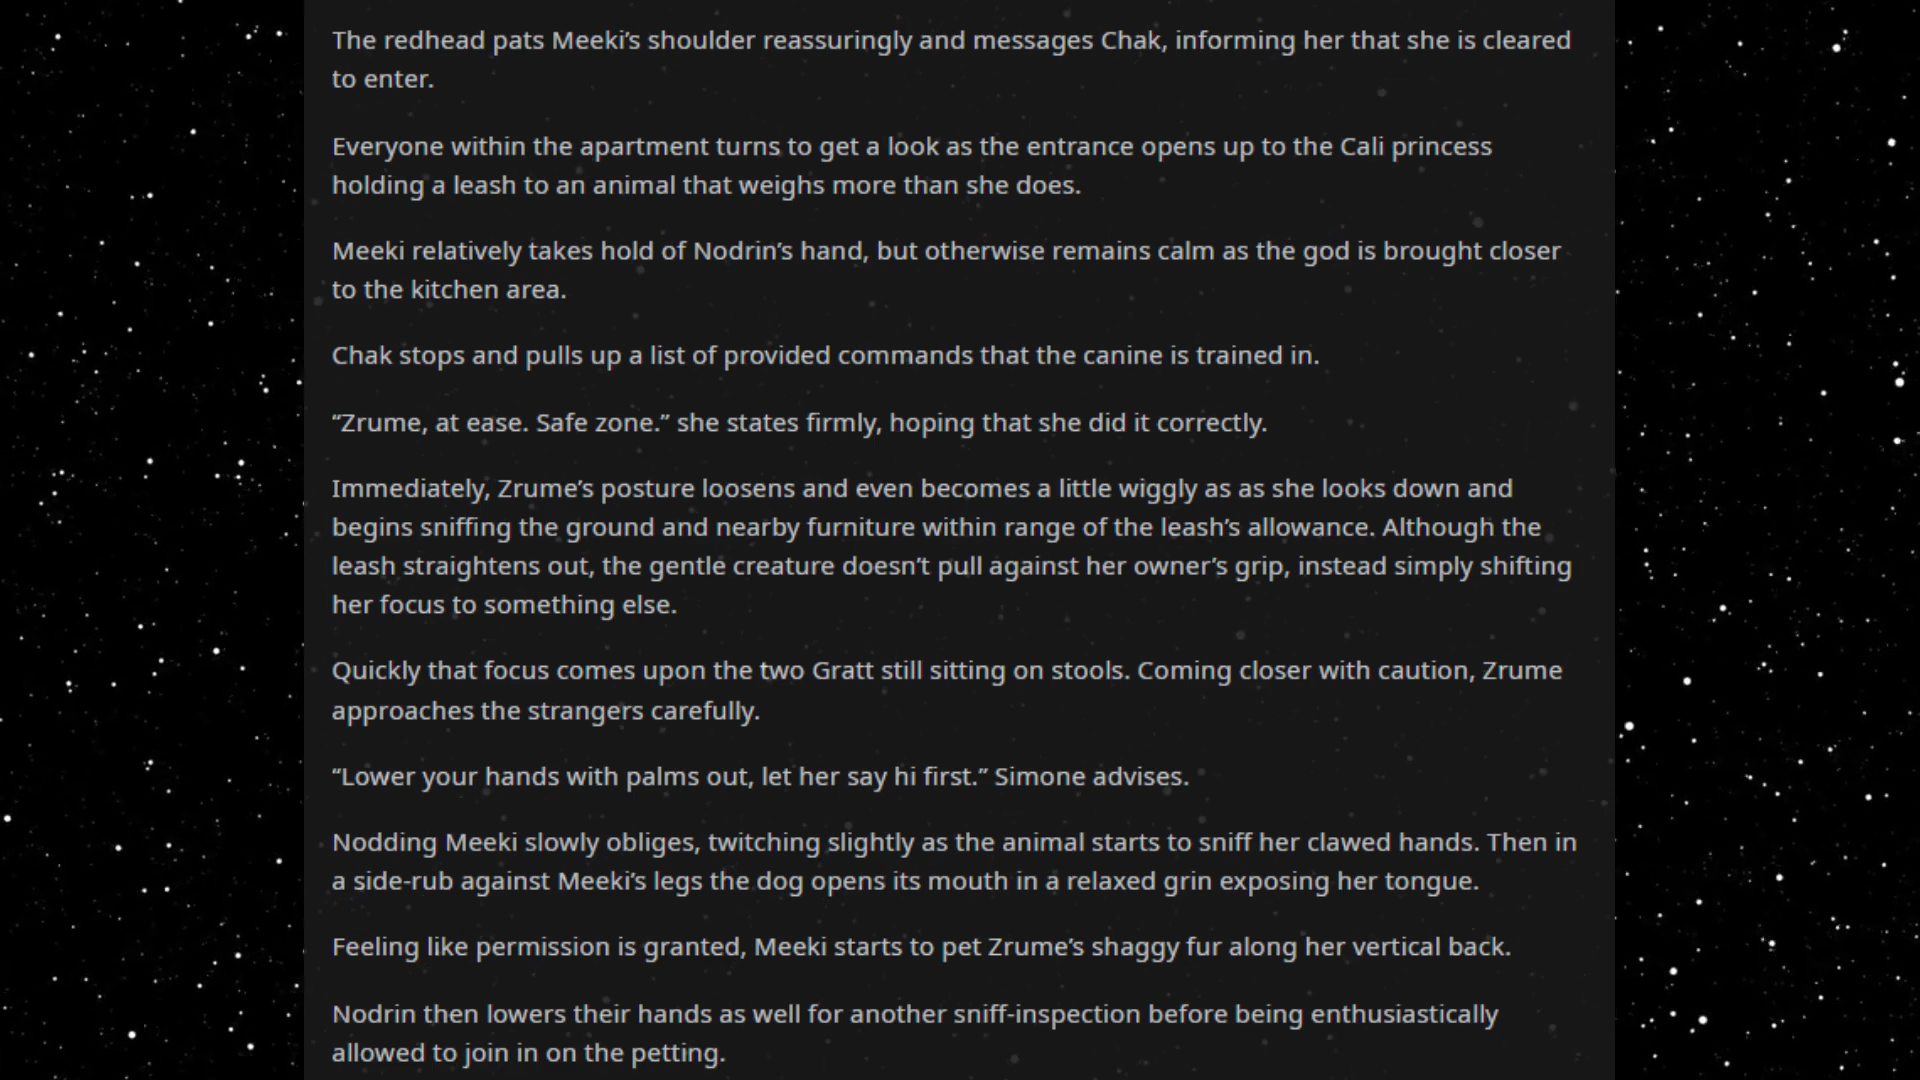 The redhead pats Meeki’s shoulder reassuringly and messages Chak, informing her that she is cleared
to enter.
Everyone within the apartment turns to get a look as the entrance opens up to the Cali princess
holding a leash to an animal that weighs more than she does.
Meeki relatively takes hold of Nodrin’s hand, but otherwise remains calm as the god is brought closer
to the kitchen area.
Chak stops and pulls up a list of provided commands that the canine is trained in.
“Zrume, at ease. Safe zone.” she states firmly, hoping that she did it correctly.
Immediately, Zrume’s posture loosens and even becomes a little wiggly as as she looks down and
begins sniffing the ground and nearby furniture within range of the leash’s allowance. Although the
leash straightens out, the gentle creature doesn’t pull against her owner’s grip, instead simply shifting
her focus to something else.
Quickly that focus comes upon the two Gratt still sitting on stools. Coming closer with caution, Zrume
approaches the strangers carefully.
“Lower your hands with palms out, let her say hi first.” Simone advises.
Nodding Meeki slowly obliges, twitching slightly as the animal starts to sniff her clawed hands. Then in
a side-rub against Meeki’s legs the dog opens its mouth in a relaxed grin exposing her tongue.
Feeling like permission is granted, Meeki starts to pet Zrume’s shaggy fur along her vertical back.
Nodrin then lowers their hands as well for another sniff-inspection before being enthusiastically
allowed to join in on the petting.